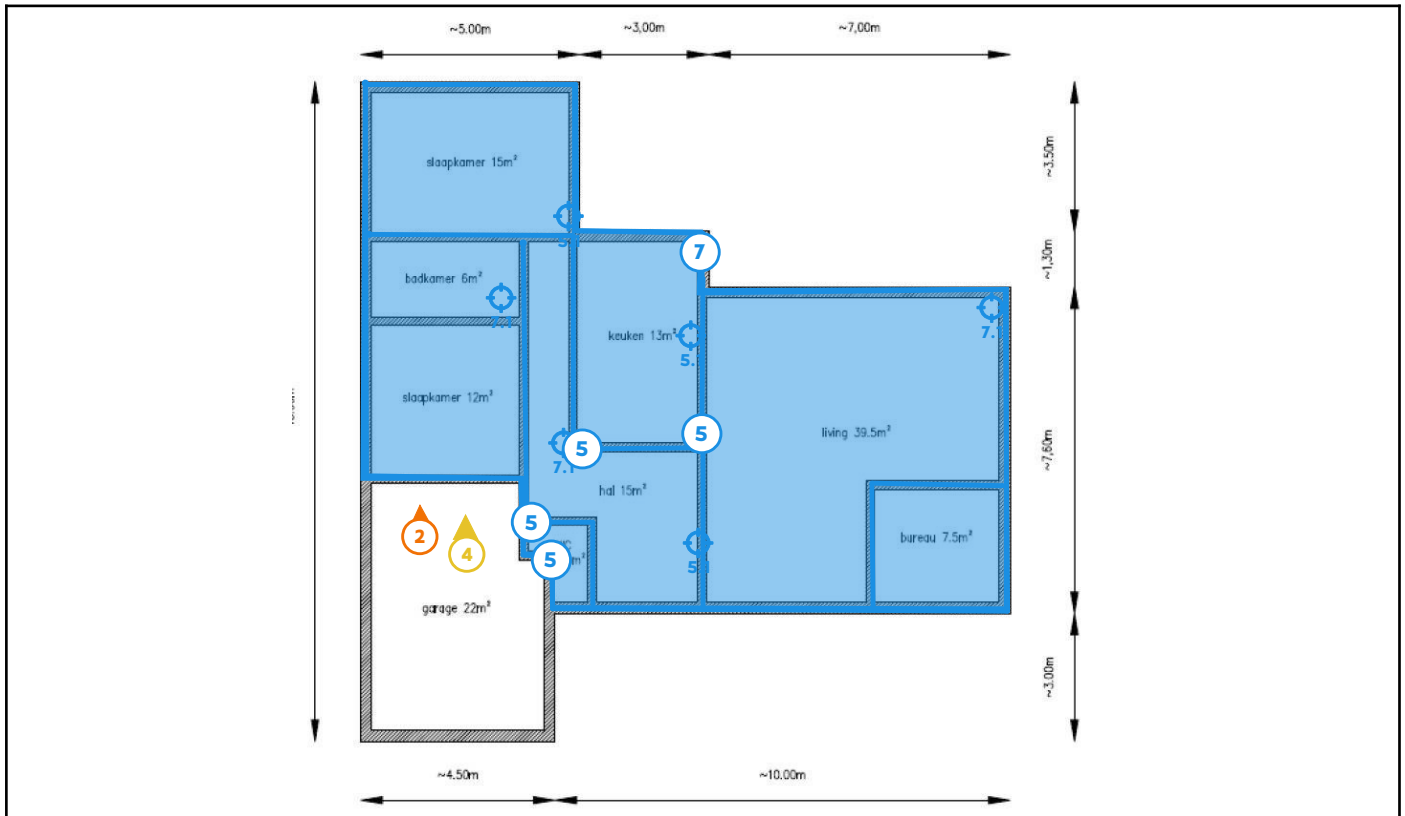 ~5.00m
~3,00m
~7,00m
slaapkamer 15m²
~3.50m
7
~1,30m
badkamer 6m²
keuken 13m²
7.
5.
slaapkamer 12m²
living 39.5m²
~7,60m
5
5
7.1
hal 15m²
2
4
5
5
bureau 7.5m²
garage 22m²
~3.00m
~4.50m
~10.00m